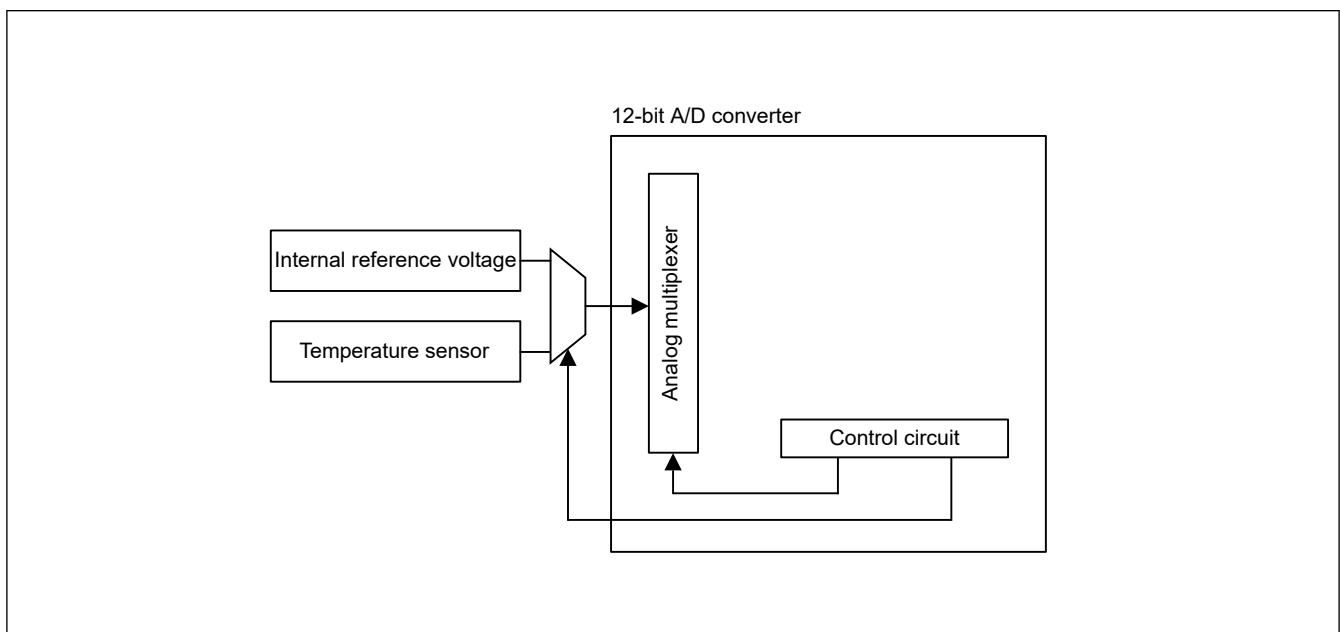 12-bit A/D converter
Internal reference voltage
Temperature sensor
Analog multiplexer
Control circuit